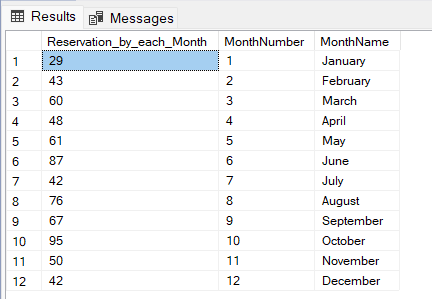 Results Messages
Reservation_by_each_Month MonthNumber MonthName
1 29 1 January
2 43 2 February
3 60 3 March
4 48 4 April
5 61 5 May
6 87 6 June
7 42 7 July
8 76 8 August
9 67 9 September
10 95 10 October
11 50 11 November
12 42 12 December